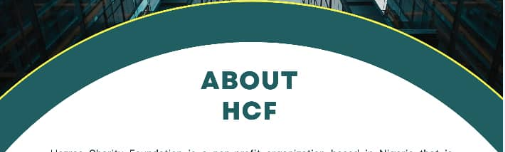 ABOUT
HCF
Charity Foundation is a non-profit organization based in Nigeria that is